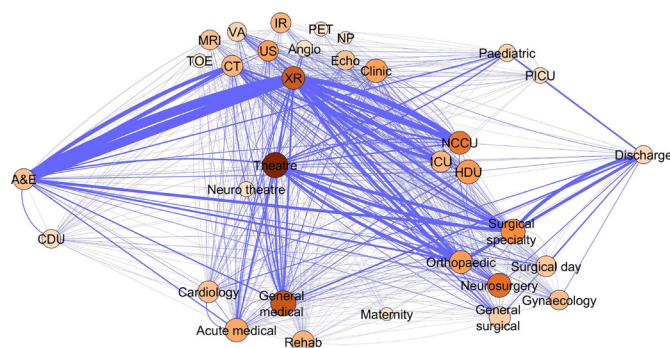 IR
PET
NP
VA
MRI
US
Angio
TOE
CT
Echo
Clinic
XR
Paediatric
PICU
NCCU
ICU
HDU
Discharge
Theatre
A&E
Neuro theatre
CDU
Surgical
specialty
Orthopaedic
Surgical day
Neurosurgery
Gynaecology
General
surgical
Cardiology
General
medical
Maternity
Acute medical
Rehab